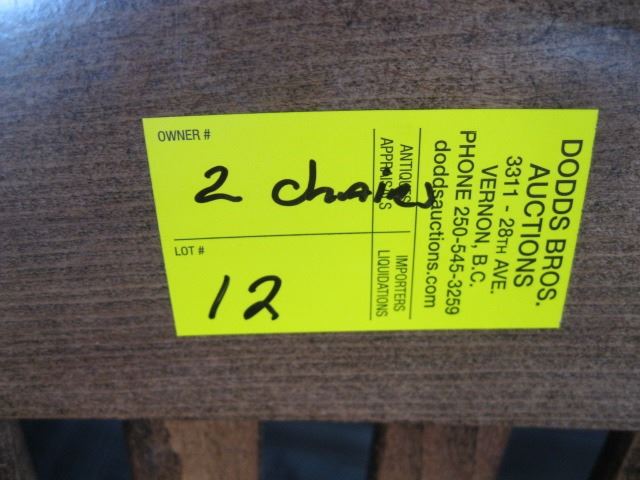 OWNER #
2 chairs
LOT #
12
ANTIQUES
APPRAISALS
IMPORTERS
LIQUIDATIONS
DODDS BROS.
AUCTIONS
3311 - 28TH AVE.
VERNON, B.C.
PHONE 250-545-3259
doddsauctions.com